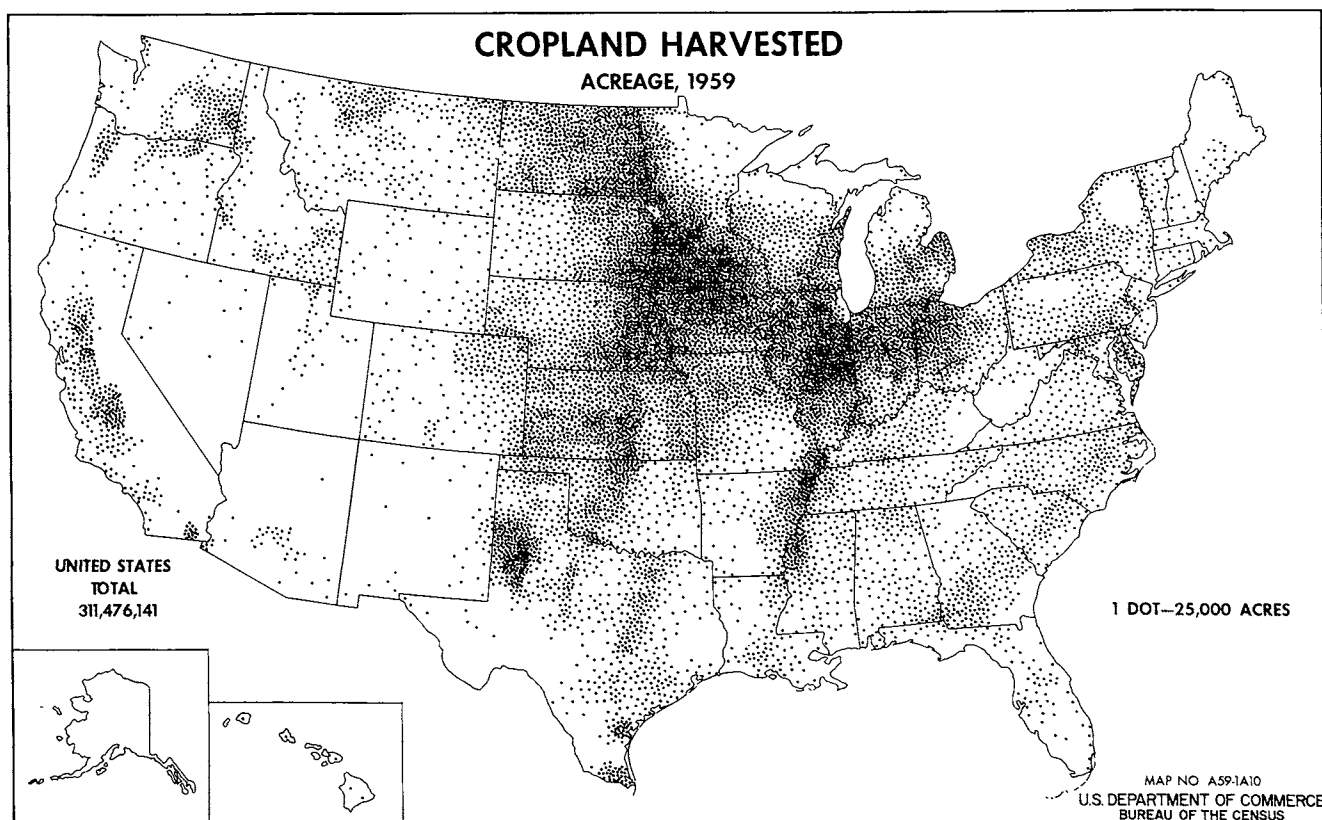 CROPLAND HARVESTED
ACREAGE, 1959
UNITED STATES
TOTAL
311,476,141
1 DOT—25,000 ACRES
MAP NO A59-1A10
U.S. DEPARTMENT OF COMMERCE
BUREAU OF THE CENSUS